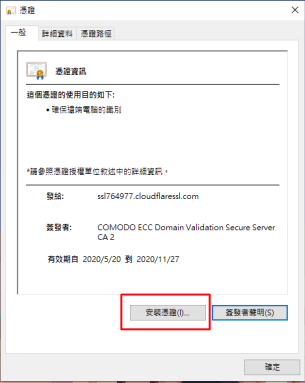 憑證
一般 詳細資料 憑證路徑
憑證資訊
這個憑證的使用目的如下:
• 確保遠端電腦的識別
*請參照憑證授權單位敘述中的詳細資訊。
發給: ssl764977.cloudflaressl.com
簽發者: COMODO ECC Domain Validation Secure Server
CA 2
有效期自 2020/5/20 到 2020/11/27
安裝憑證(I)... 簽發者聲明(S)
確定